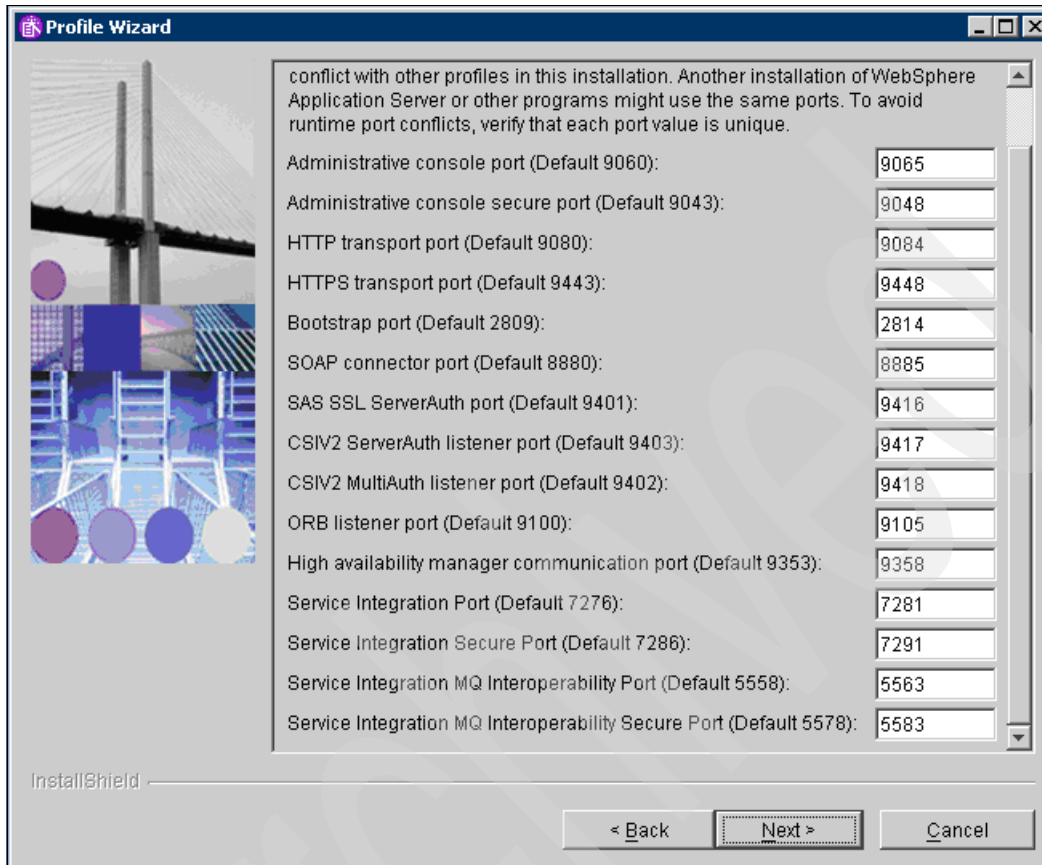 Profile Wizard
conflict with other profiles in this installation. Another installation of WebSphere
Application Server or other programs might use the same ports. To avoid
runtime port conflicts, verify that each port value is unique.
Administrative console port (Default 9060): 9065
Administrative console secure port (Default 9043): 9048
HTTP transport port (Default 9080): 9084
HTTPS transport port (Default 9443): 9448
Bootstrap port (Default 2809): 2814
SOAP connector port (Default 8880): 8885
SAS SSL ServerAuth port (Default 9401): 9416
CSIV2 ServerAuth listener port (Default 9403): 9417
CSIV2 MultiAuth listener port (Default 9402): 9418
ORB listener port (Default 9100): 9105
High availability manager communication port (Default 9353): 9358
Service Integration Port (Default 7276): 7281
Service Integration Secure Port (Default 7286): 7291
Service Integration MQ Interoperability Port (Default 5558): 5563
Service Integration MQ Interoperability Secure Port (Default 5578): 5583
InstallShield
< Back Next > Cancel